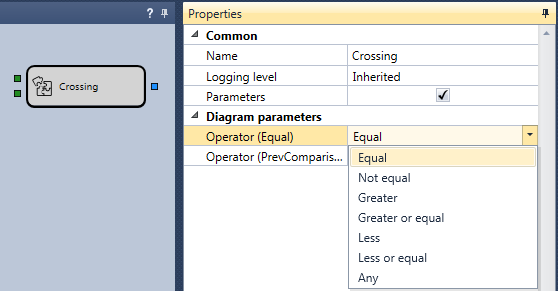 ?
Properties
Common
Name Crossing
Logging level Inherited
Parameters
Diagram parameters
Operator (Equal) Equal
Operator (PrevComparis...
Equal
Not equal
Greater
Greater or equal
Less
Less or equal
Any
Crossing